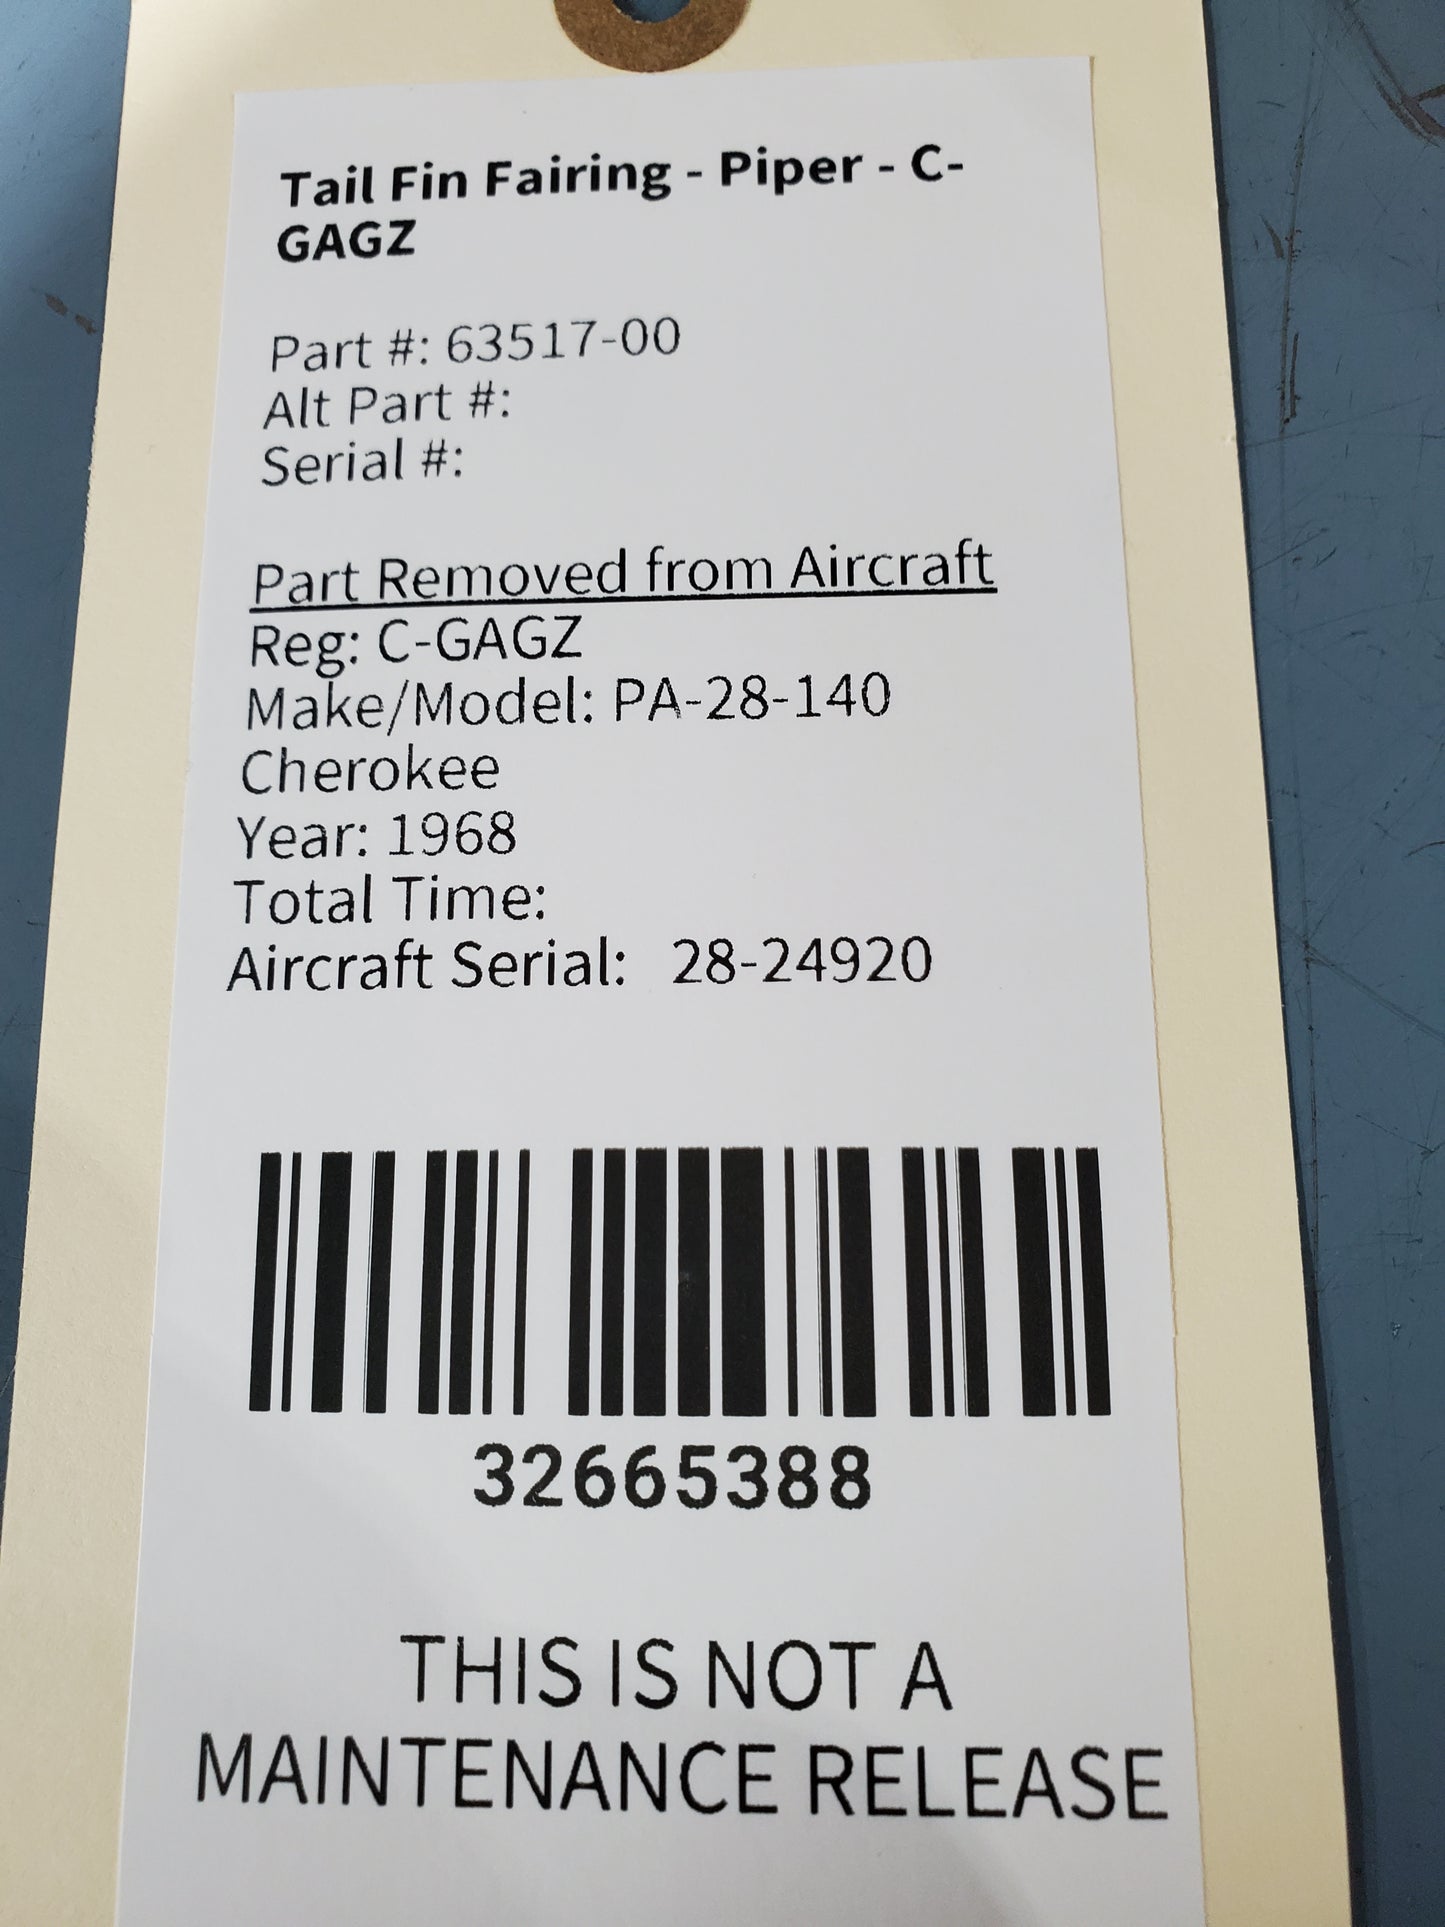 Tail Fin Fairing - Piper - C-
GAGZ
Part #: 63517-00
Alt Part #:
Serial #:
Part Removed from Aircraft
Reg: C-GAGZ
Make/Model: PA-28-140
Cherokee
Year: 1968
Total Time:
Aircraft Serial: 28-24920
32665388
THIS IS NOT A
MAINTENANCE RELEASE